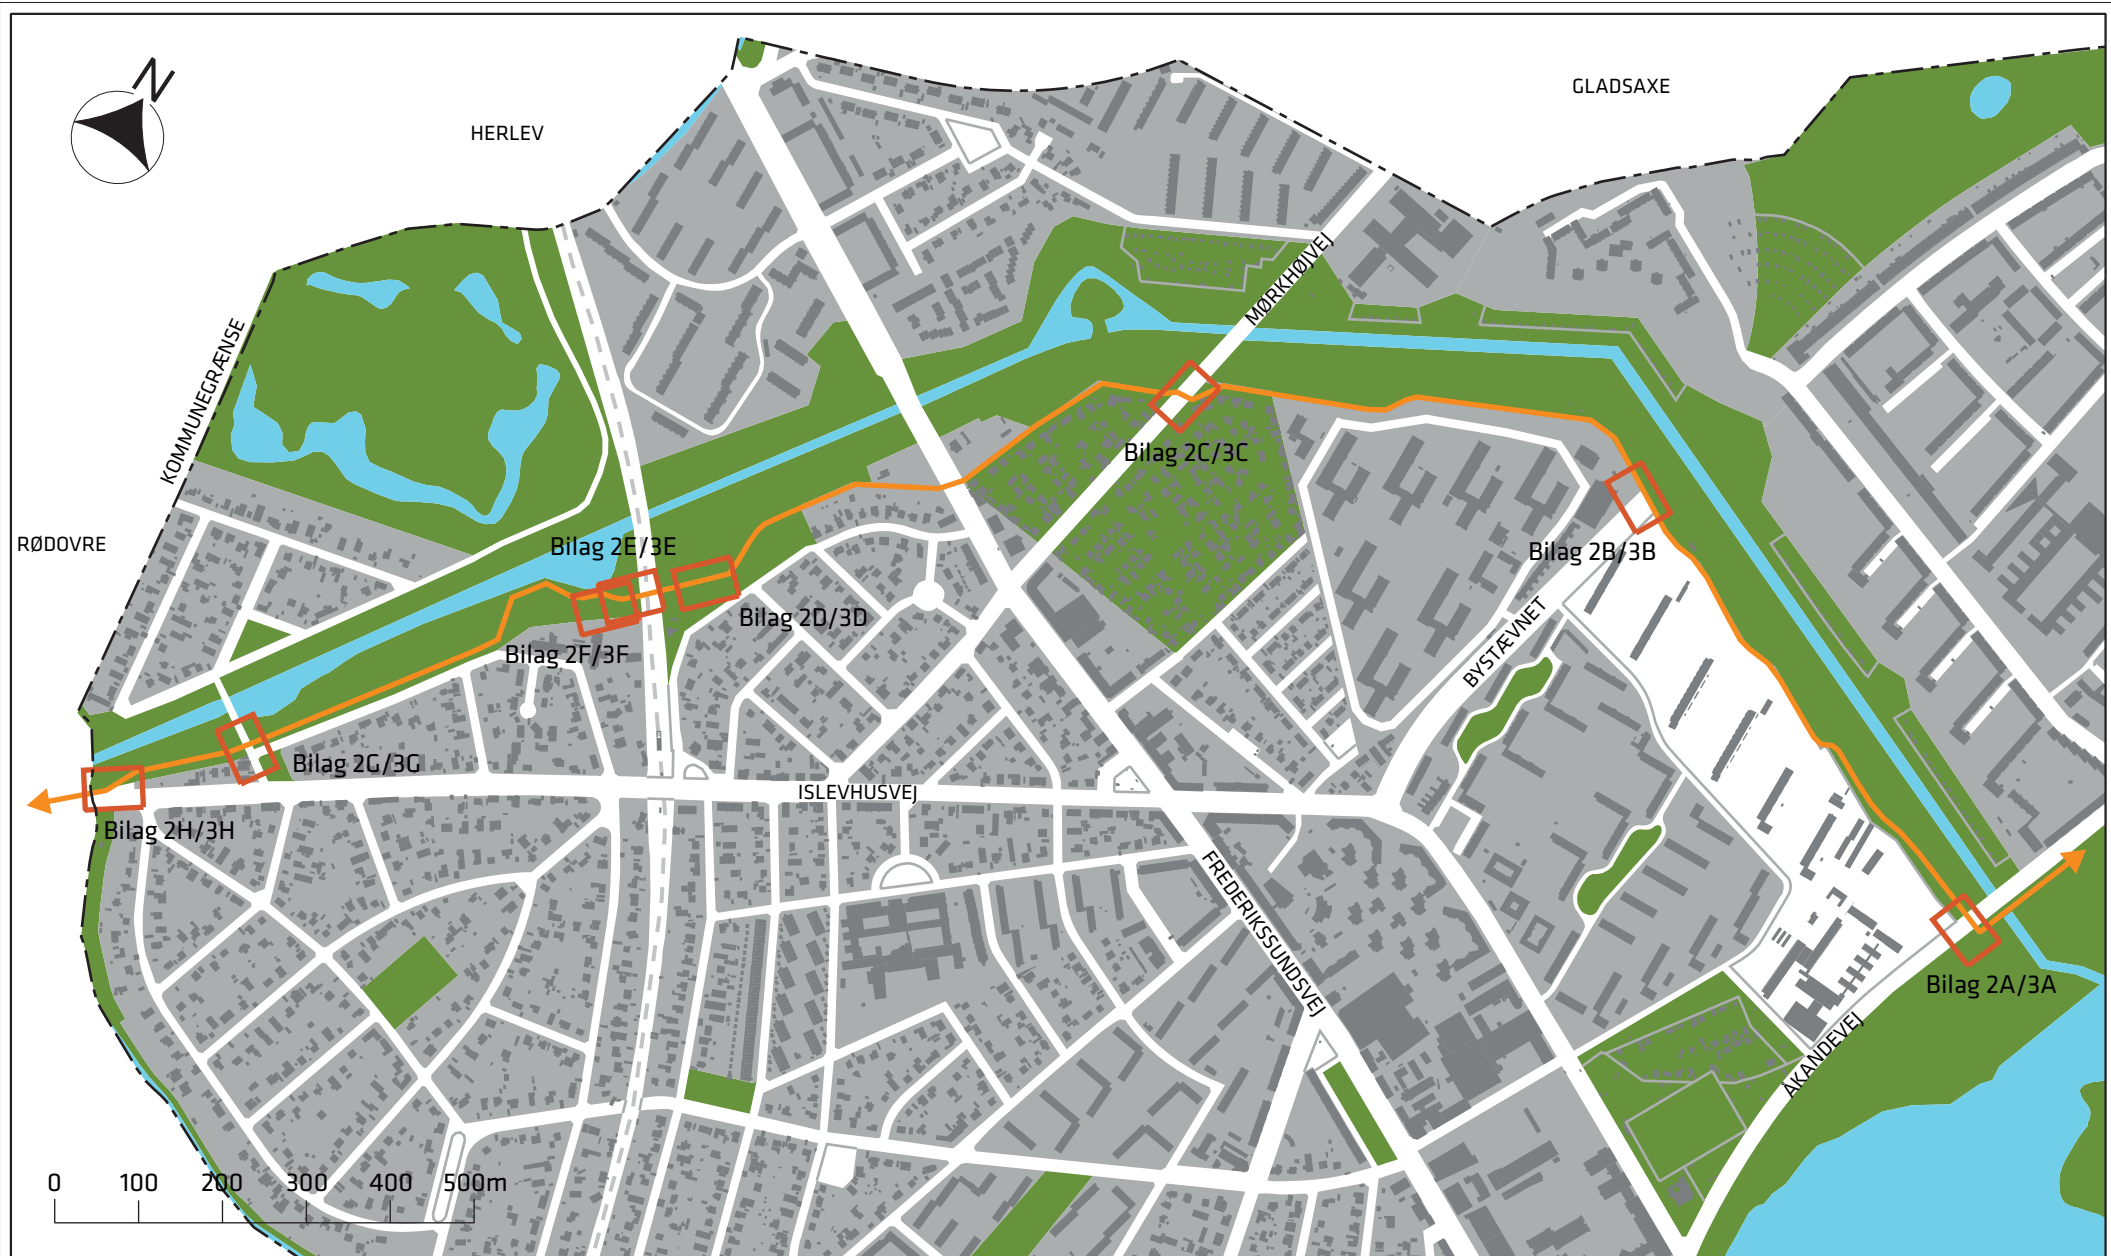 N
GLADSAXE
HERLEV
MØRKHØJVEJ
KOMMUNEGRÆNSE
Bilag 2C/3C
RØDOVRE
Bilag 2E/3E
Bilag 2B/3B
Bilag 2D/3D
BYSTÆVNET
Bilag 2F/3F
Bilag 2G/3G
ISLEVHUSVEJ
Bilag 2H/3H
FREDERIKSSUNDSVEJ
Bilag 2A/3A
ÅKANDEVEJ
0 100 200 300 400 500m